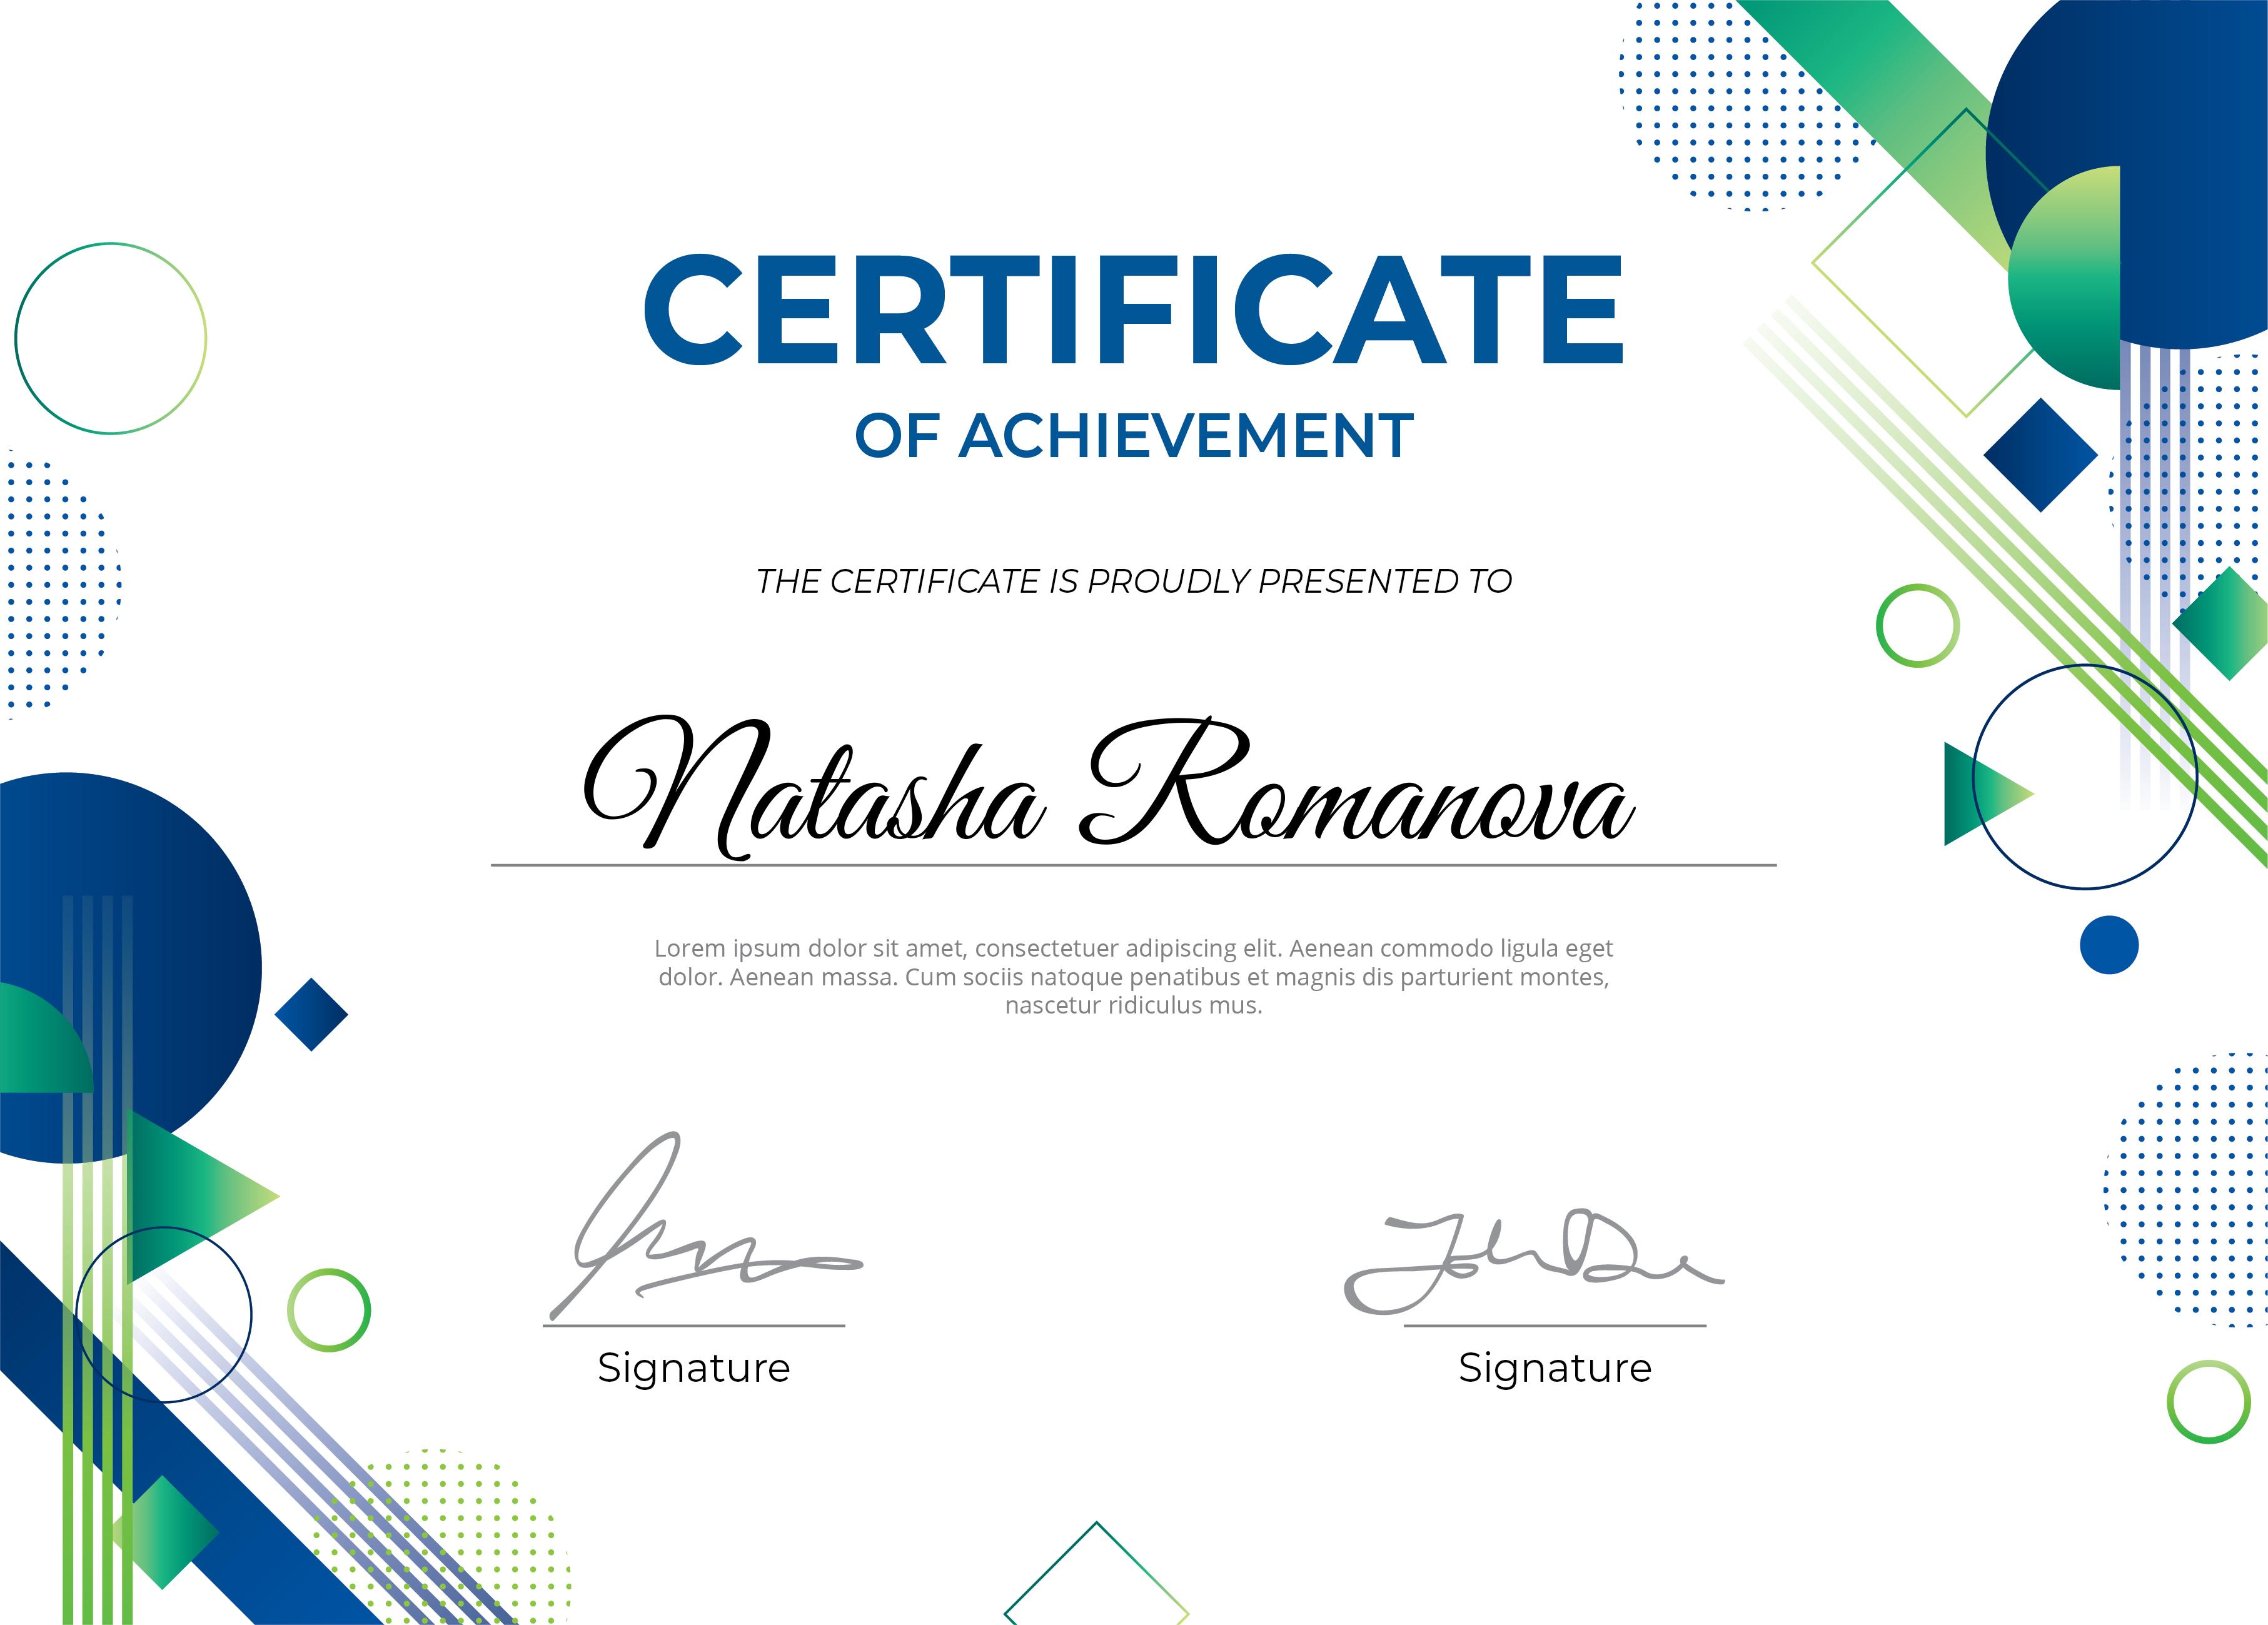 CERTIFICATE
OF ACHIEVEMENT
THE CERTIFICATE IS PROUDLY PRESENTED TO
Natasha Romanova
Lorem ipsum dolor sit amet, consectetuer adipiscing elit. Aenean commodo ligula eget
dolor. Aenean massa. Cum sociis natoque penatibus et magnis dis parturient montes,
nascetur ridiculus mus.
Signature
Signature